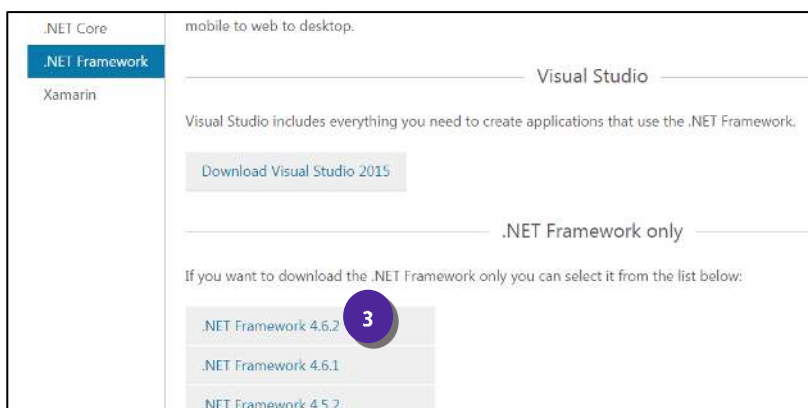 .NET Core
.NET Framework
Xamarin
mobile to web to desktop.
Visual Studio
Visual Studio includes everything you need to create applications that use the .NET Framework.
Download Visual Studio 2015
.NET Framework only
If you want to download the .NET Framework only you can select it from the list below:
.NET Framework 4.6.2
3
.NET Framework 4.6.1
.NET Framework 4.5.2